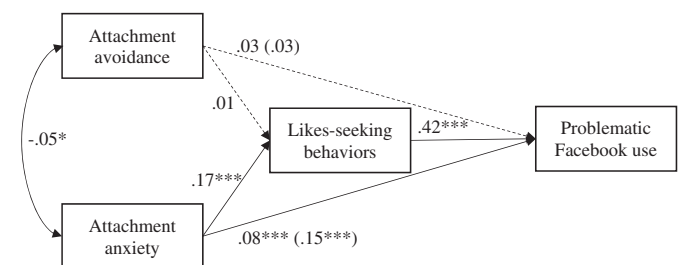 Attachment
avoidance
.03 (.03)
.01
-.05*
Likes-seeking
behaviors
.42***
Problematic
Facebook use
.17***
Attachment
anxiety
.08*** (.15***)